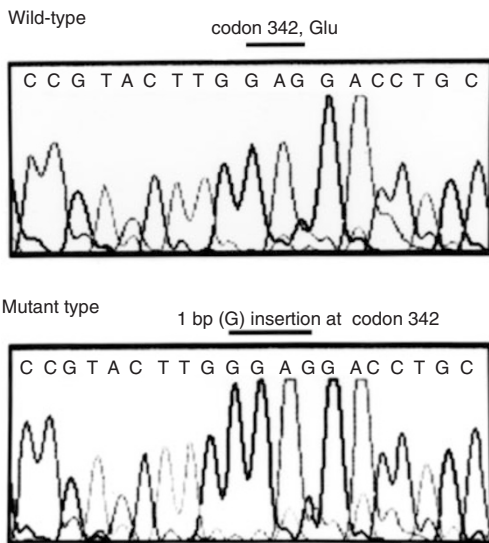 Wild-type
codon 342, Glu
C C G T A C T T G G A G G A C C T G C
Mutant type
1 bp (G) insertion at codon 342
C C G T A C T T G G G A G G A C C T G C